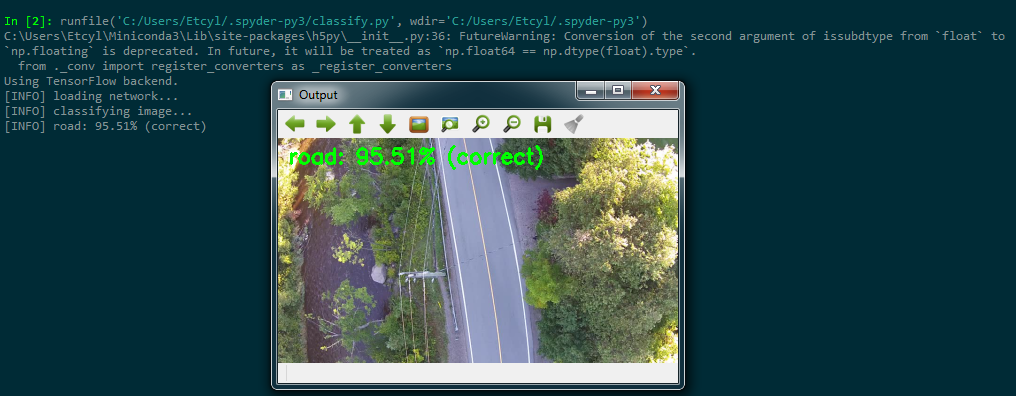 In [2]: runfile('C:/Users/Etcyl/.spyder-py3/classify.py', wdir='C:/Users/Etcyl/.spyder-py3')
C:\Users\Etcyl\Miniconda3\Lib\site-packages\h5py\__init__.py:36: FutureWarning: Conversion of the second argument of issubdtype from `float` to
`np.floating` is deprecated. In future, it will be treated as `np.float64 == np.dtype(float).type`.
from ._conv import register_converters as _register_converters
Using TensorFlow backend.
[INFO] loading network...
[INFO] classifying image...
[INFO] road: 95.51% (correct)
Output
road: 95.51% (correct)